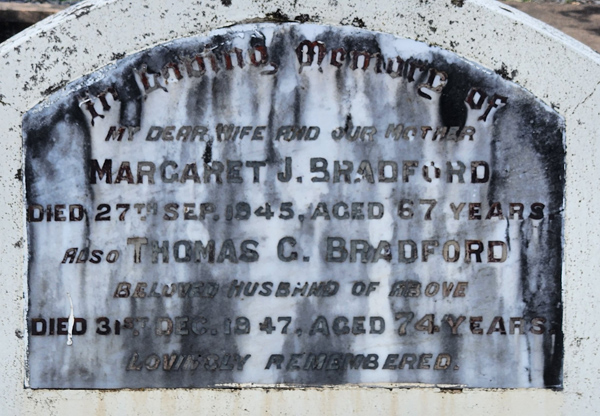 In Loving Memory of
MY DEAR WIFE AND OUR MOTHER
MARGARET J. BRADFORD
DIED 27TH SEP. 1945, AGED 67 YEARS
ALSO THOMAS G. BRADFORD
BELOVED HUSBAND OF ABOVE
DIED 31ST DEC. 1947, AGED 74 YEARS
LOVINGLY REMEMBERED.